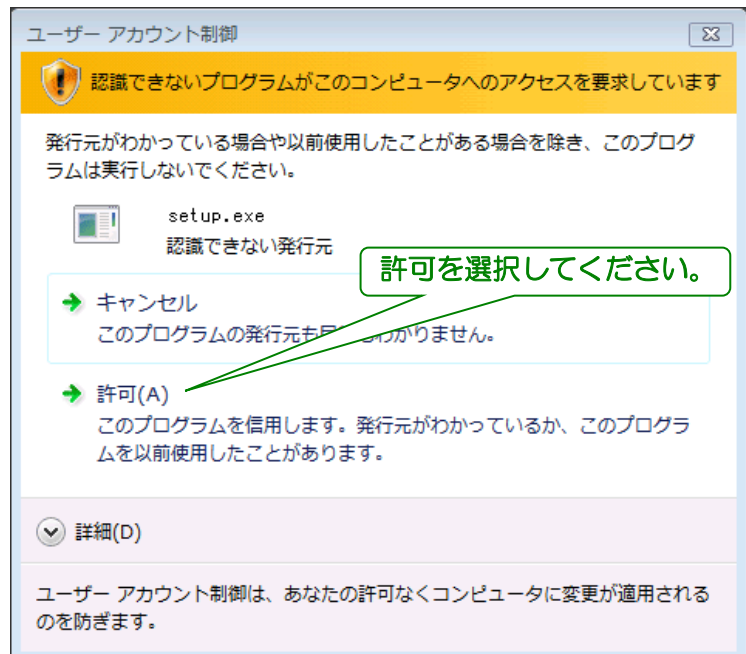 ユーザー アカウント制御
認識できないプログラムがこのコンピュータへのアクセスを要求しています
発行元がわかっている場合や以前使用したことがある場合を除き、このプログ
ラムは実行しないでください。
setup.exe
認識できない発行元
許可を選択してください。
キャンセル
このプログラムの発行元も わかりません。
許可(A)
このプログラムを信用します。発行元がわかっているか、このプログラ
ムを以前使用したことがあります。
詳細(D)
ユーザー アカウント制御は、あなたの許可なくコンピュータに変更が適用される
のを防ぎます。